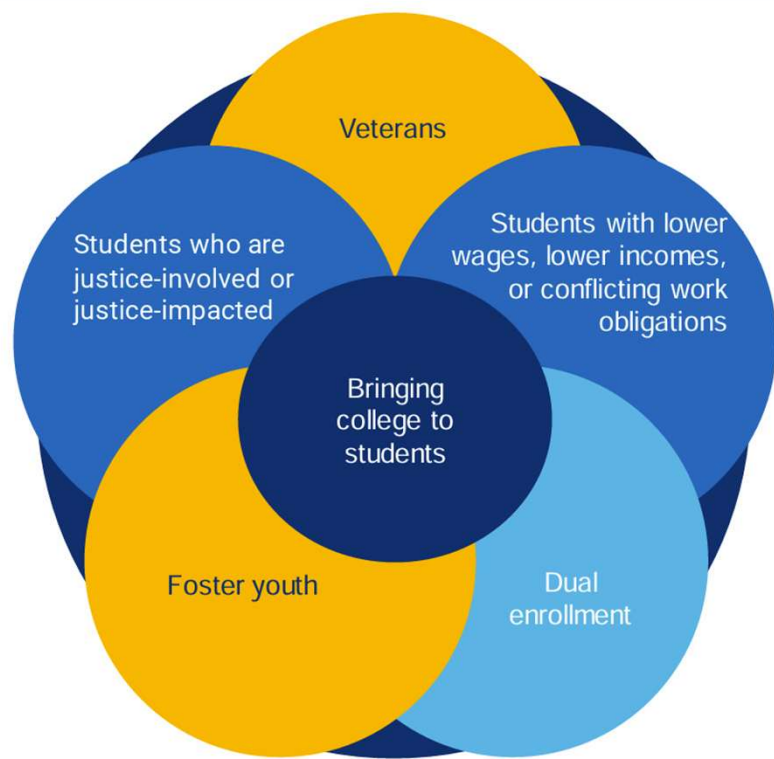 Veterans
Students who are
justice-involved or
justice-impacted
Students with lower
wages, lower incomes,
or conflicting work
obligations
Bringing
college to
students
Foster youth
Dual
enrollment